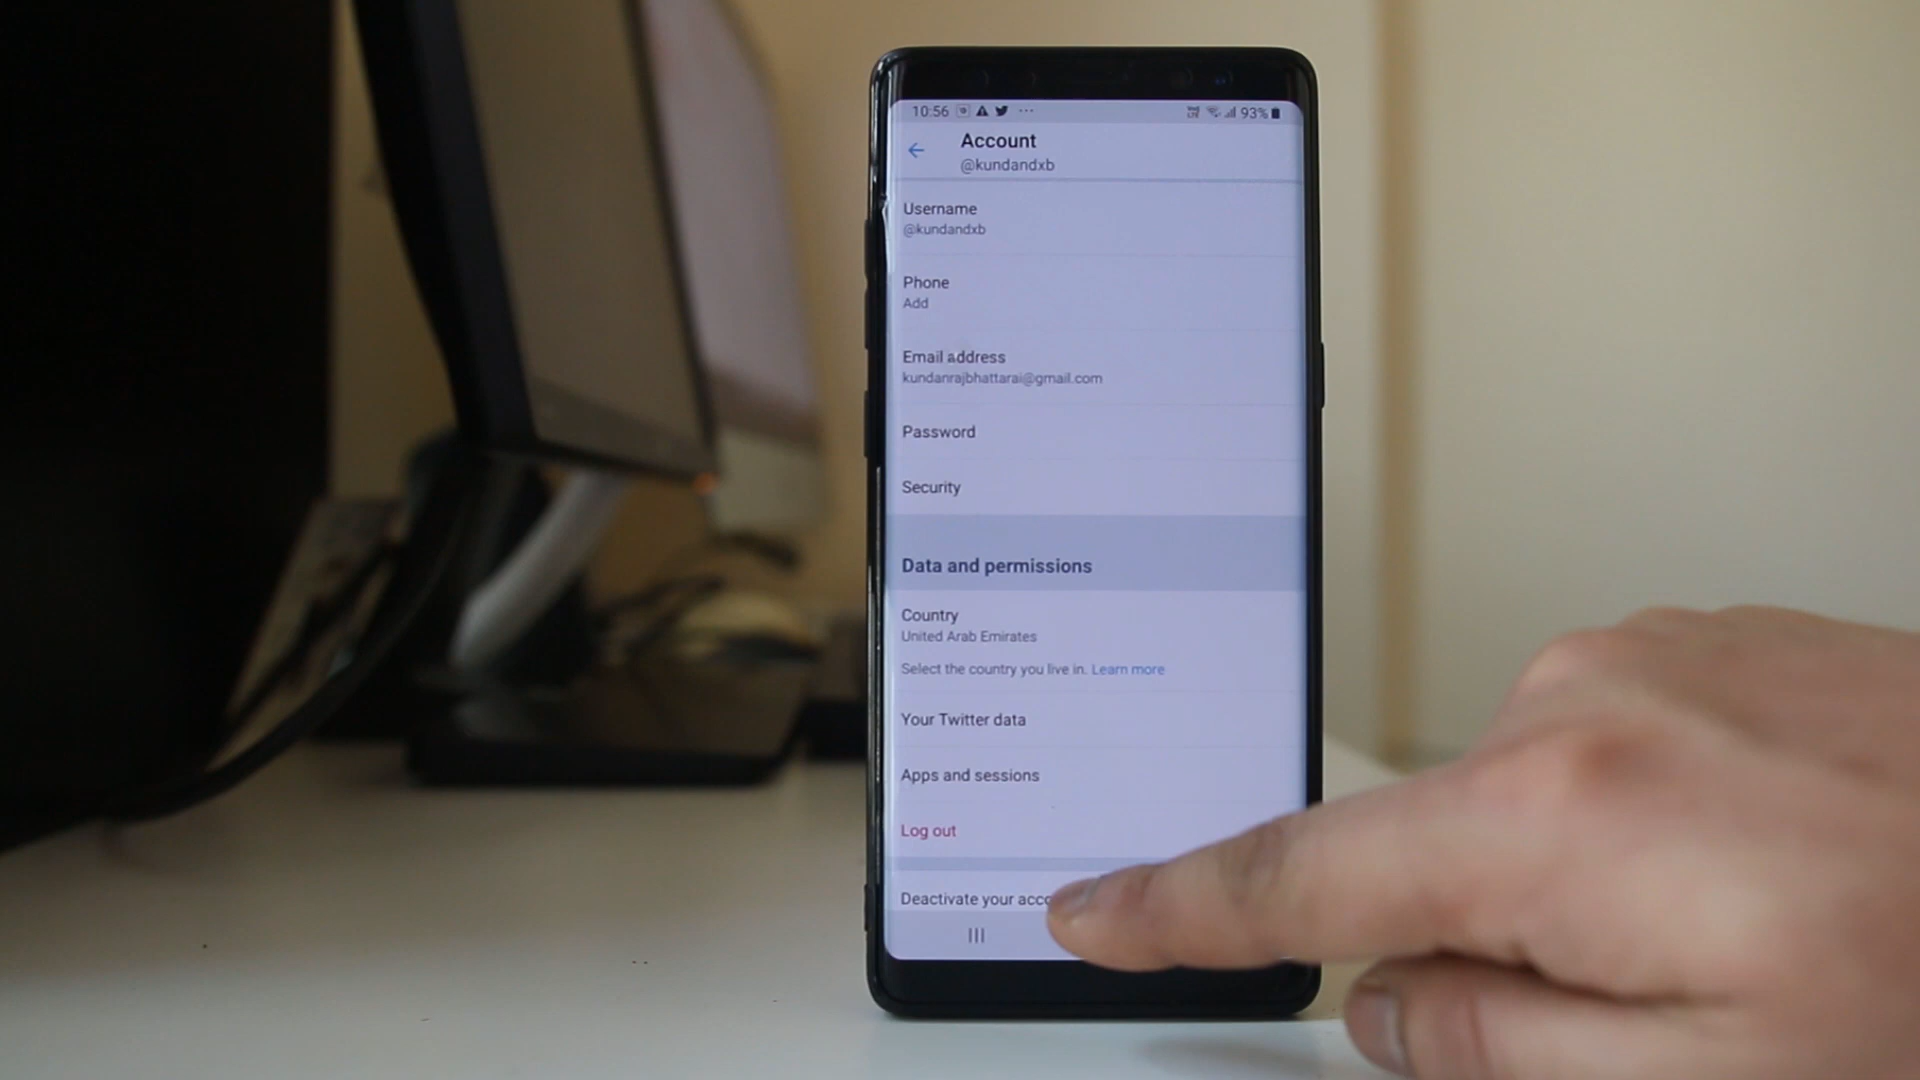 10:56 ... 93%
Account
@kundandxb
Username
@kundandxb
Phone
Add
Email address
kundanrajbhattarai@gmail.com
Password
Security
Data and permissions
Country
United Arab Emirates
Select the country you live in. Learn more
Your Twitter data
Apps and sessions
Log out
Deactivate your acco